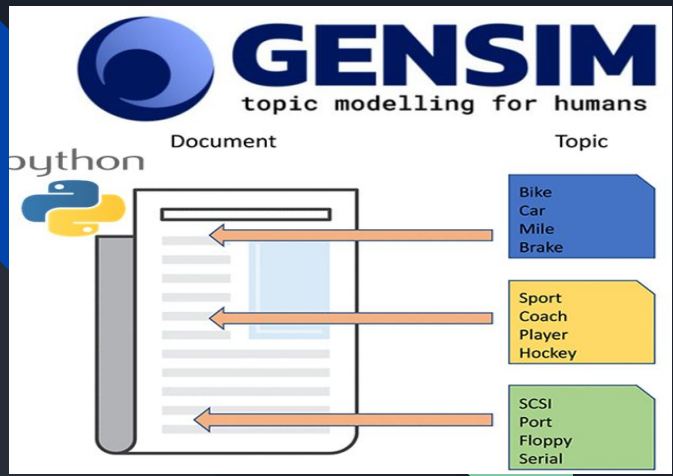 GENSIM
topic modelling for humans
Document
Topic
python
Bike
Car
Mile
Brake
Sport
Coach
Player
Hockey
SCSI
Port
Floppy
Serial